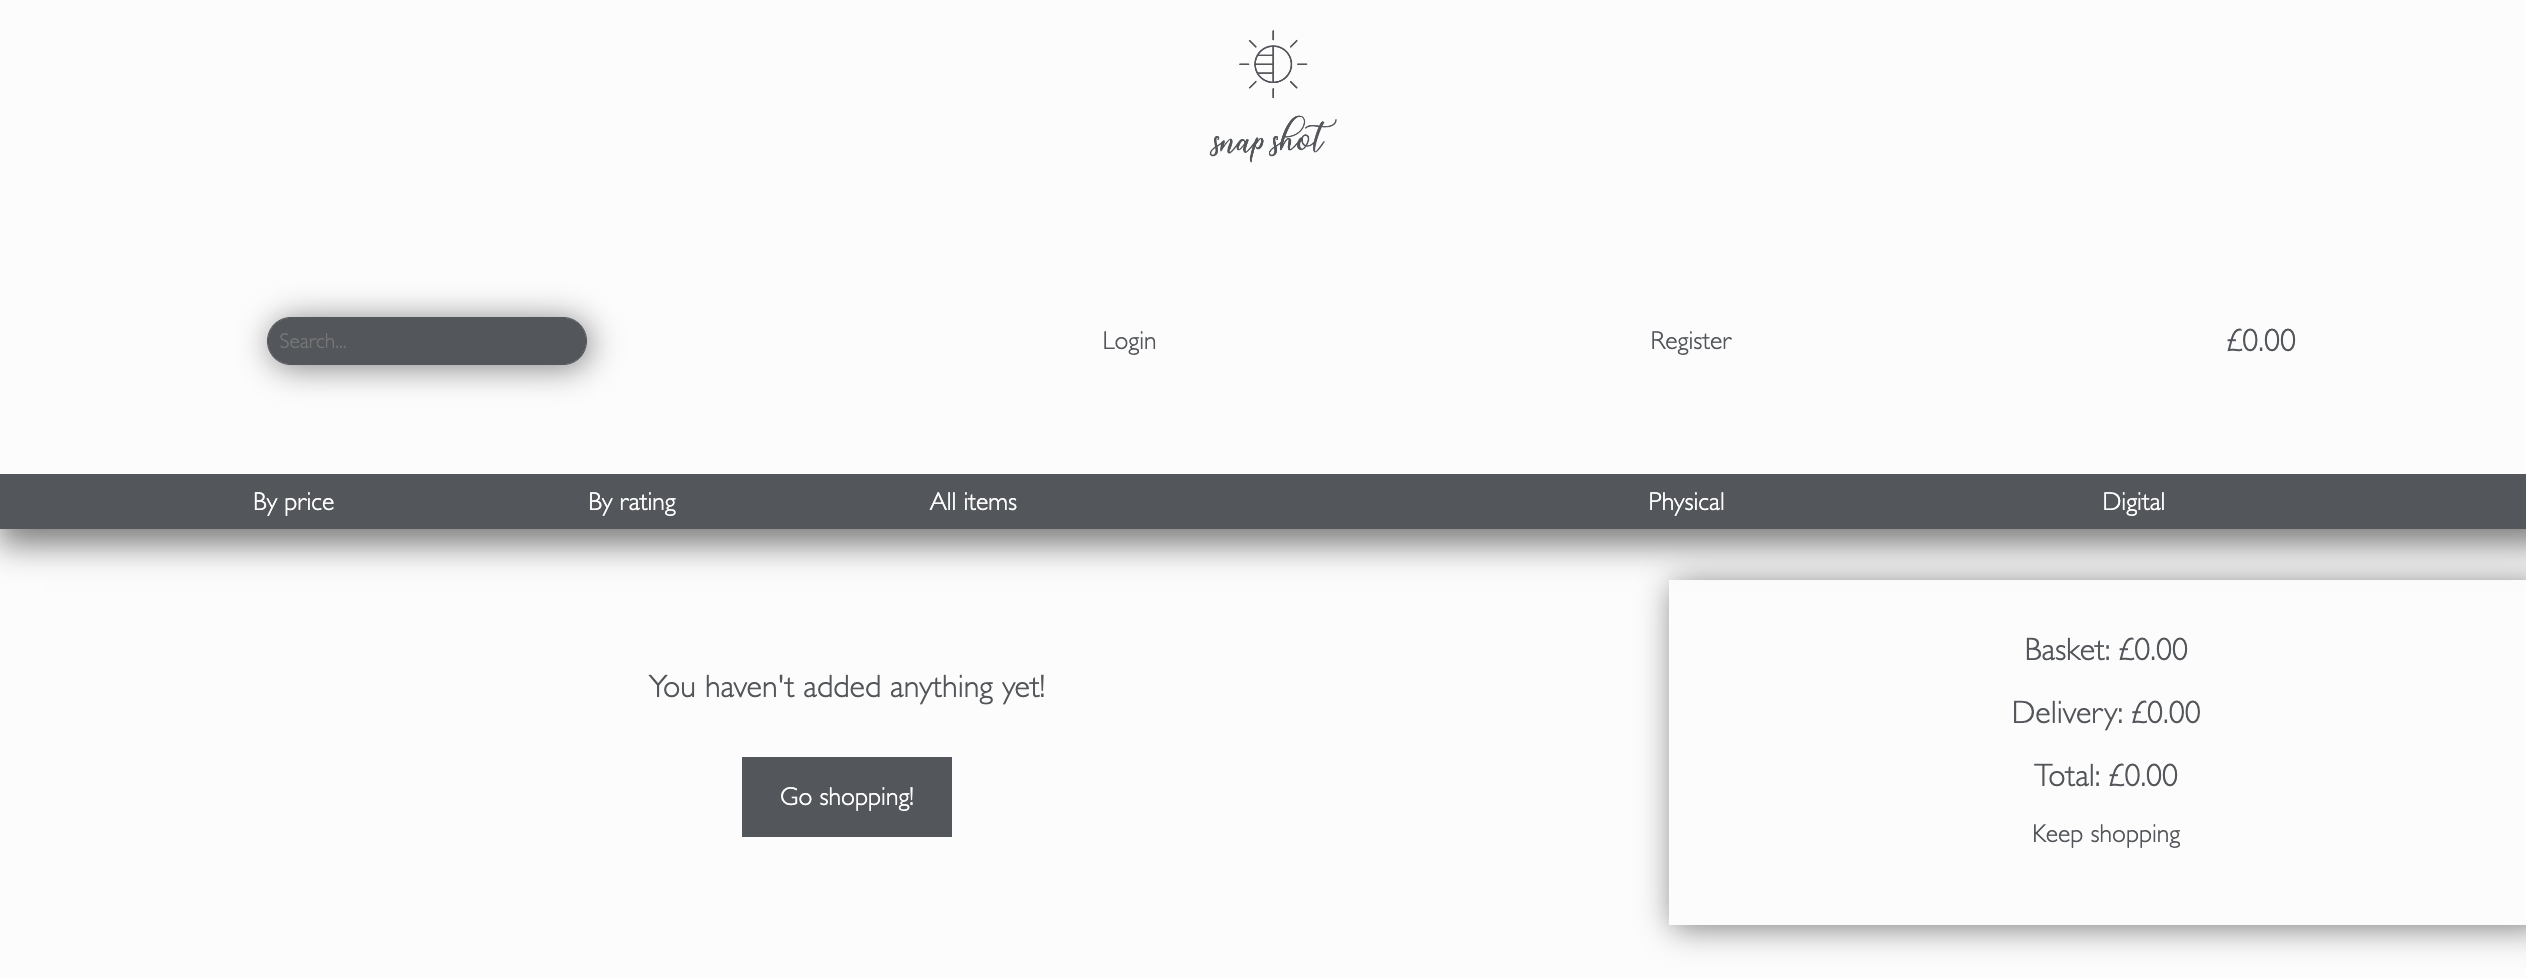 snap shot
Search...
Login
Register
£0.00
By price
By rating
All items
Physical
Digital
You haven't added anything yet!
Go shopping!
Basket: £0.00
Delivery: £0.00
Total: £0.00
Keep shopping